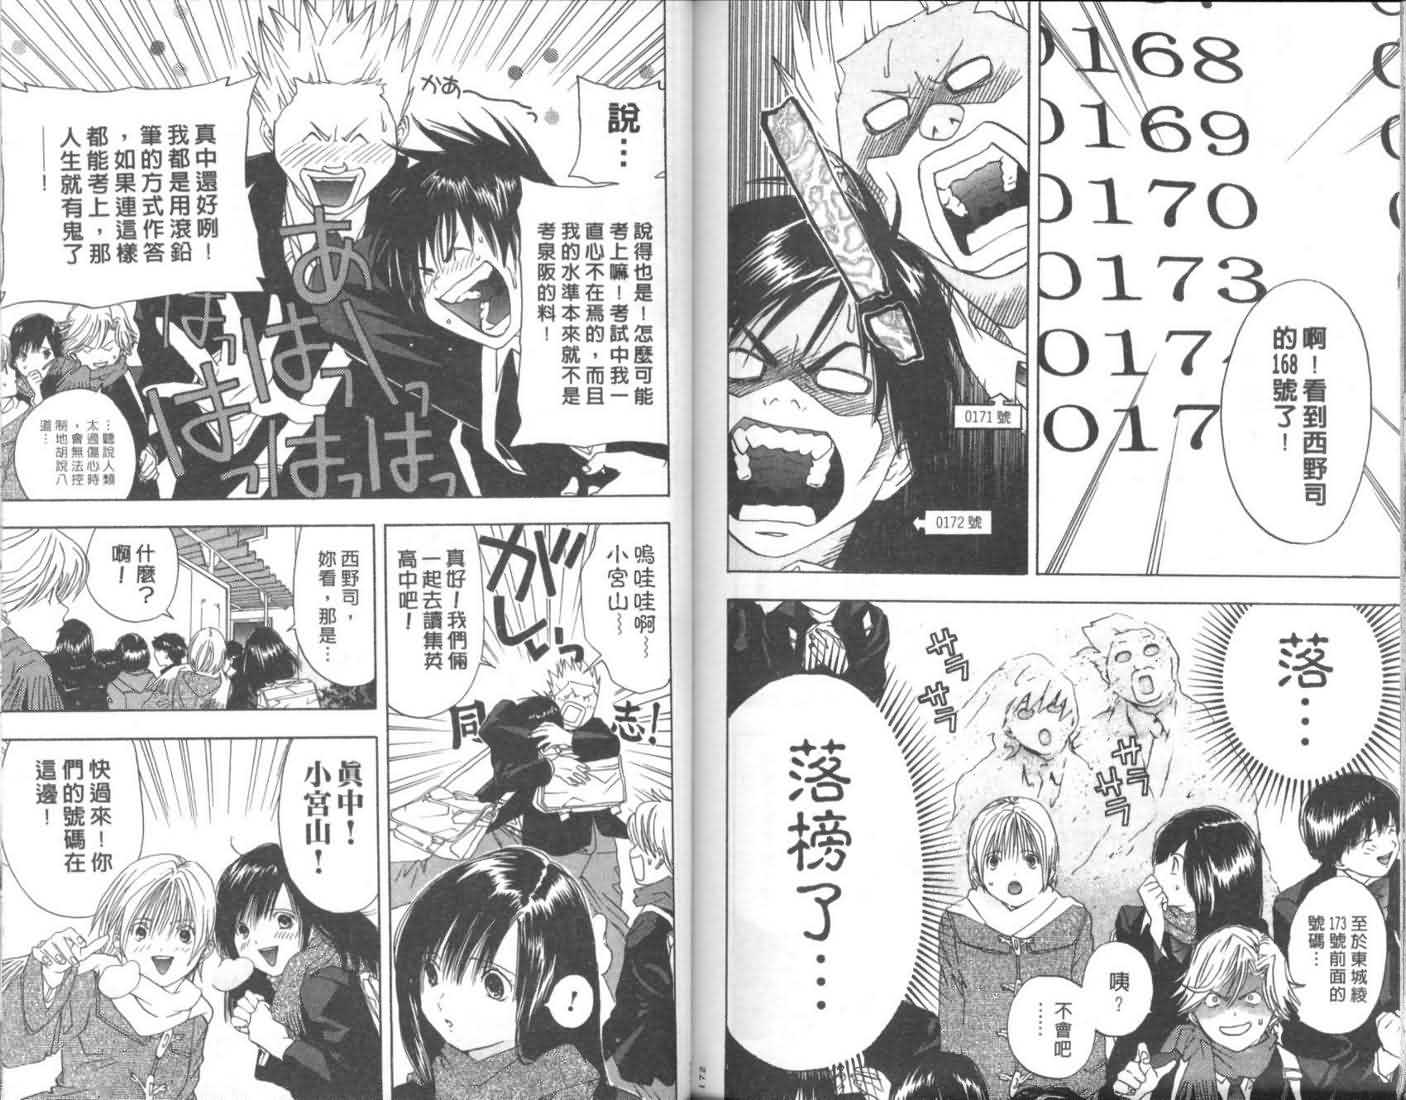 0168
0169
0170
0173
017
017
啊！看到西野司
的168號了！
0171號
0172號
落…
至於東城綾
173號前面的
號碼…
咦？
不會吧
……
サラ
サラ
サラ
サラ
落榜了…
說…
說得也是！怎麼可能
考上嘛！考試中我一
直心不在焉的，而且
我的水準本來就不是
考泉阪的料！
かあ〜
真中還好咧！
我都是用滾鉛
筆的方式作答
，如果連這樣
都能考上，那
人生就有鬼了
——！
あ
はっ
はっ
はっ
はっ
はっ
はっ
…聽說人類
太過傷心時
，會無法控
制地胡說八
道…
嗚哇哇啊～
小宮山～
がしいっ
真好！我們倆
一起去讀集英
高中吧！
同志！
！
西野司，
妳看，那是…
什麼？
啊！
真中！
小宮山！
快過來！你
們的號碼在
這邊！
172